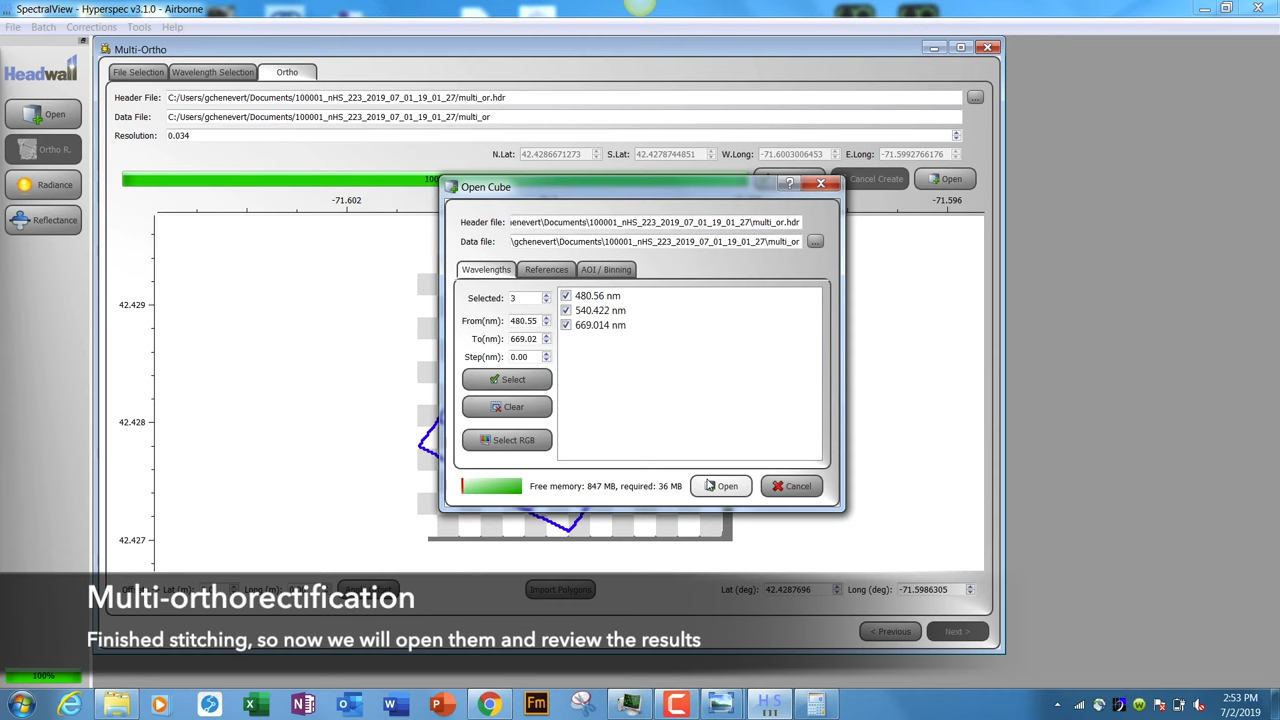 SpectralView - Hyperspec v3.1.0 - Airborne
File Batch Corrections Tools Help
Headwall
Open
Ortho R.
Radiance
Reflectance
100%
Multi-Ortho
File Selection Wavelength Selection Ortho
Header File: C:/Users/gchenevert/Documents/100001_nHS_223_2019_07_01_19_01_27/multi_or.hdr ...
Data File: C:/Users/gchenevert/Documents/100001_nHS_223_2019_07_01_19_01_27/multi_or
Resolution: 0.034
N.Lat: 42.4286671273 S.Lat: 42.4278744851 W.Long: -71.6003006453 E.Long: -71.5992766176
Cancel Create Open
-71.602 -71.596
42.429
42.428
42.427
Open Cube
Header file: enevert\Documents\100001_nHS_223_2019_07_01_19_01_27\multi_or.hdr
Data file: \gchenevert\Documents\100001_nHS_223_2019_07_01_19_01_27\multi_or ...
Wavelengths References AOI / Binning
Selected: 3
From(nm): 480.55
To(nm): 669.02
Step(nm): 0.00
Select
Clear
Select RGB
480.56 nm
540.422 nm
669.014 nm
Free memory: 847 MB, required: 36 MB Open Cancel
Lat (m): Long (m): Import Polygons Lat (deg): 42.4287696 Long (deg): -71.5986305
< Previous Next >
Multi-orthorectification
Finished stitching, so now we will open them and review the results
2:53 PM
7/2/2019